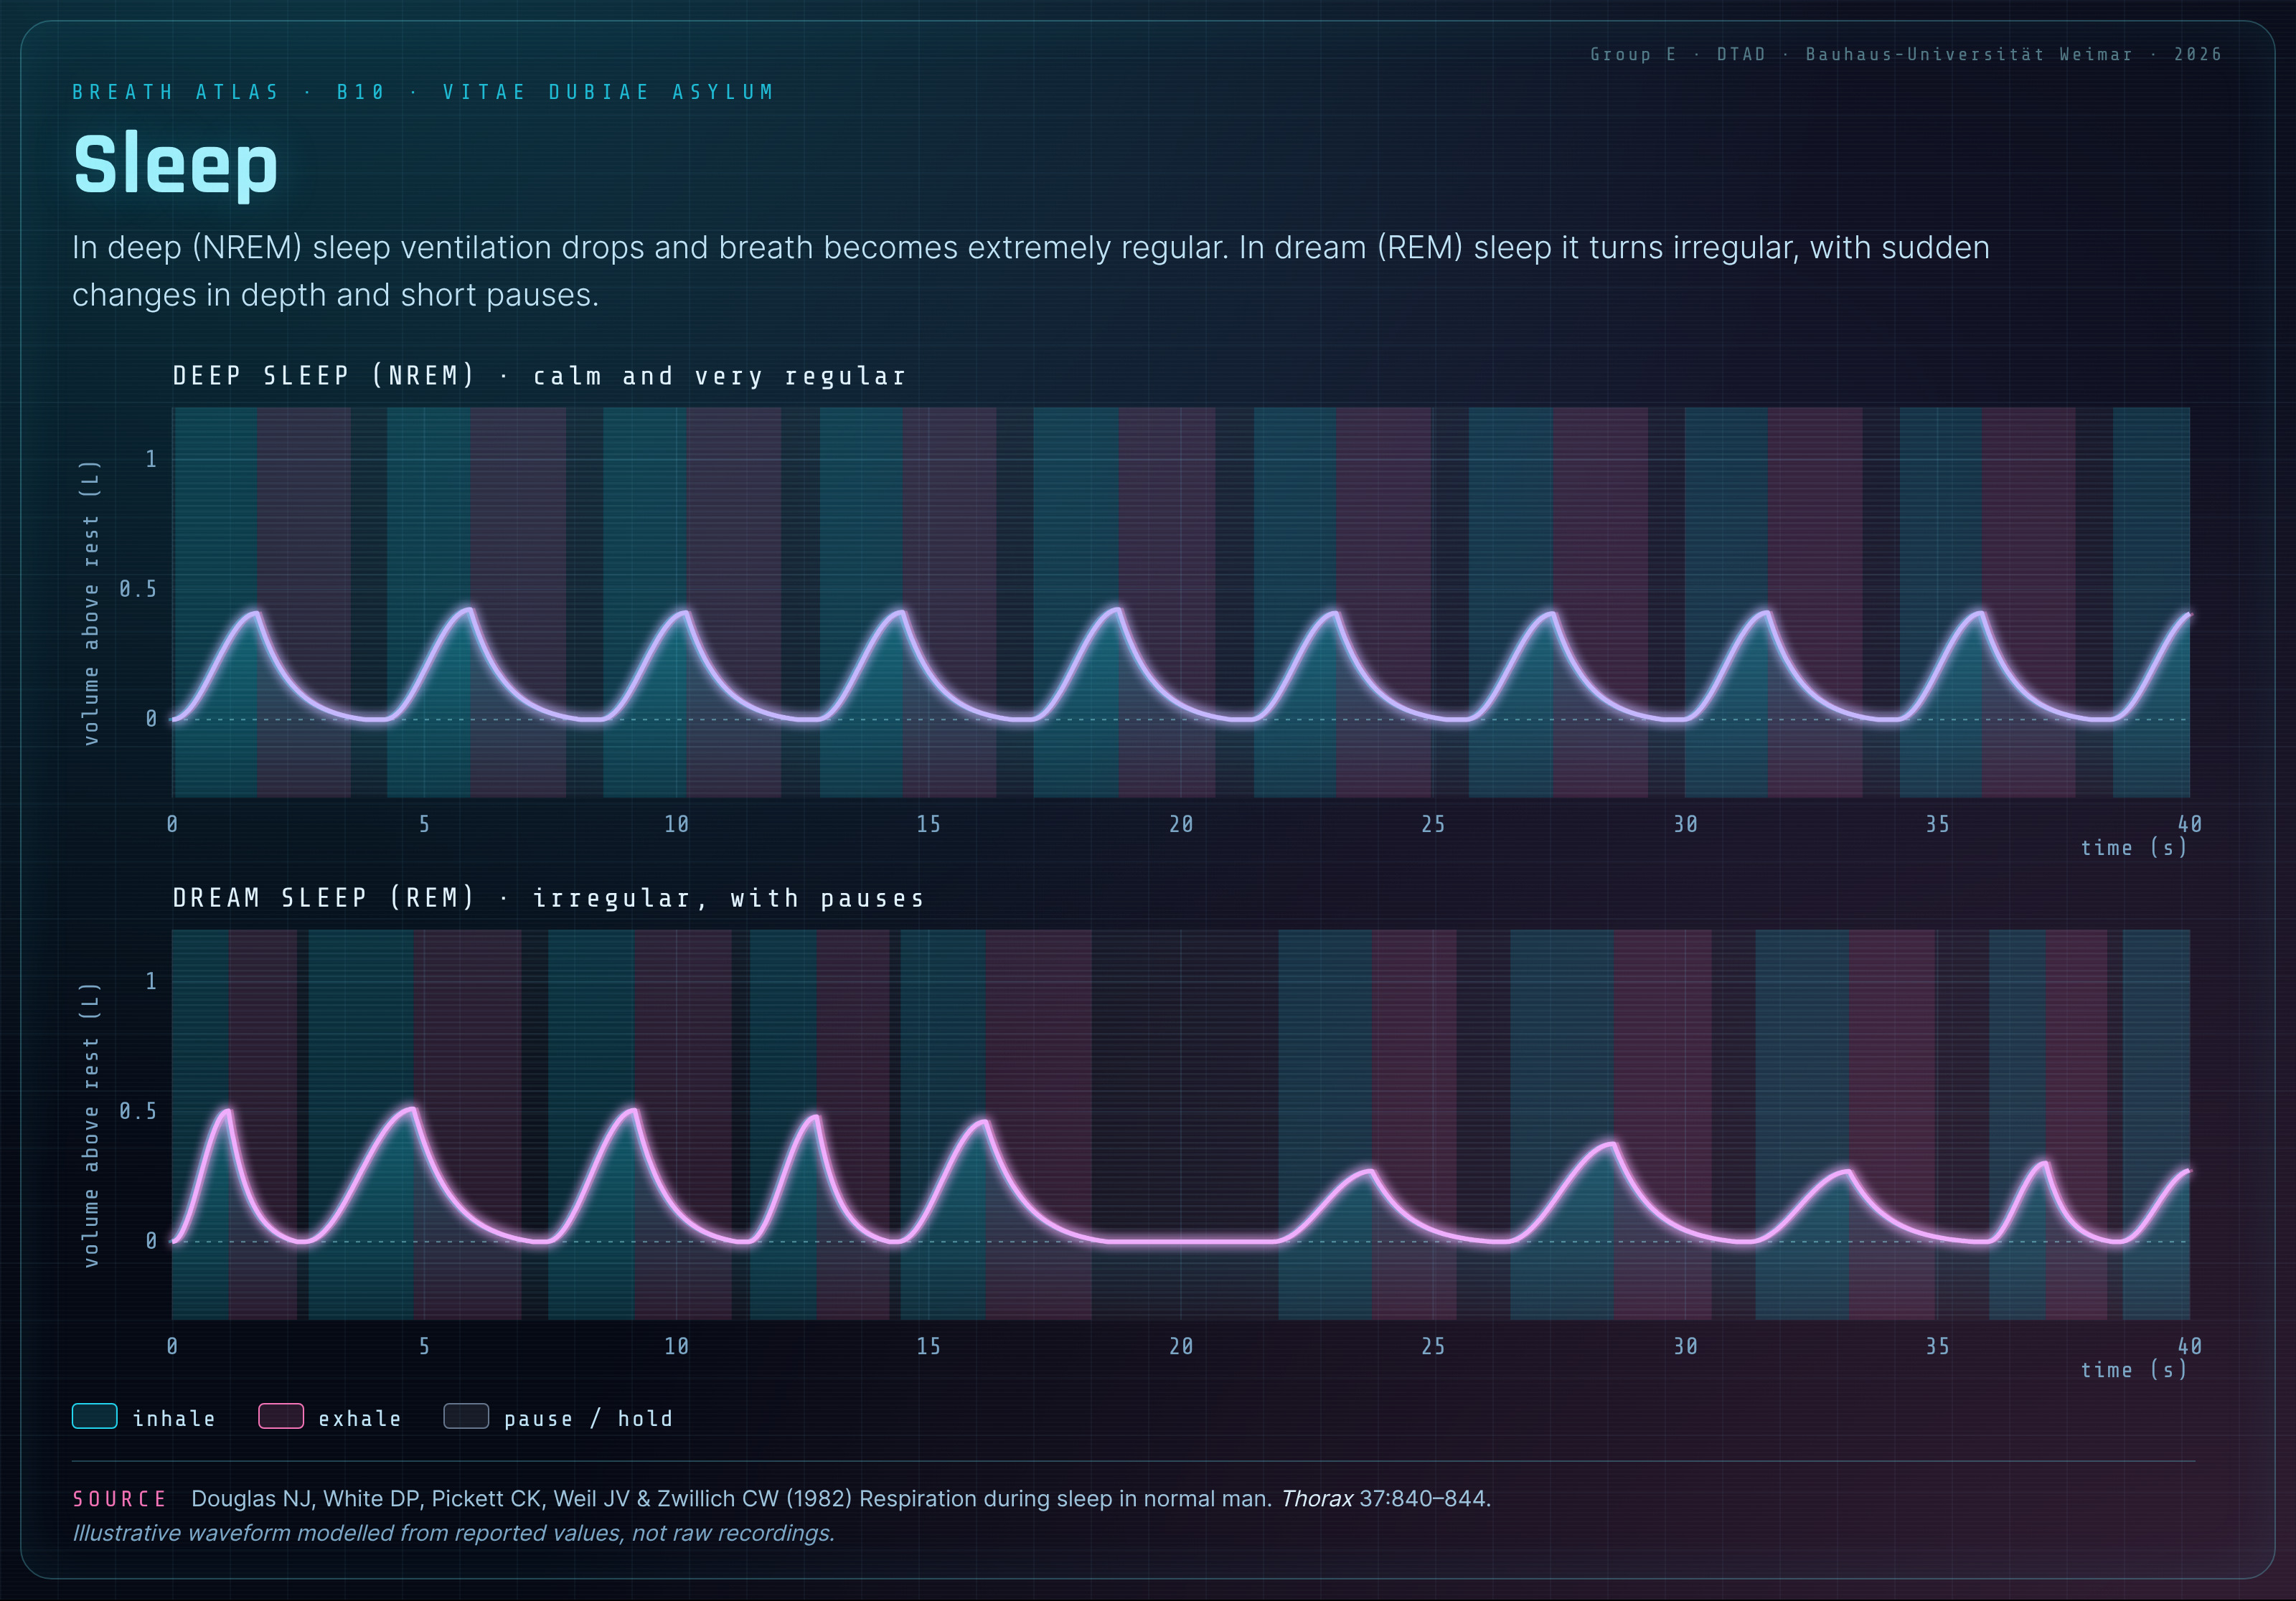 Group E · DTAD · Bauhaus-Universität Weimar · 2026
BREATH ATLAS · B10 · VITAE DUBIAE ASYLUM
Sleep
In deep (NREM) sleep ventilation drops and breath becomes extremely regular. In dream (REM) sleep it turns irregular, with sudden
changes in depth and short pauses.
DEEP SLEEP (NREM) · calm and very regular
volume above rest (L)
1
0.5
0
0 5 10 15 20 25 30 35 40
time (s)
DREAM SLEEP (REM) · irregular, with pauses
volume above rest (L)
1
0.5
0
0 5 10 15 20 25 30 35 40
time (s)
inhale exhale pause / hold
SOURCE Douglas NJ, White DP, Pickett CK, Weil JV & Zwillich CW (1982) Respiration during sleep in normal man. Thorax 37:840–844.
Illustrative waveform modelled from reported values, not raw recordings.